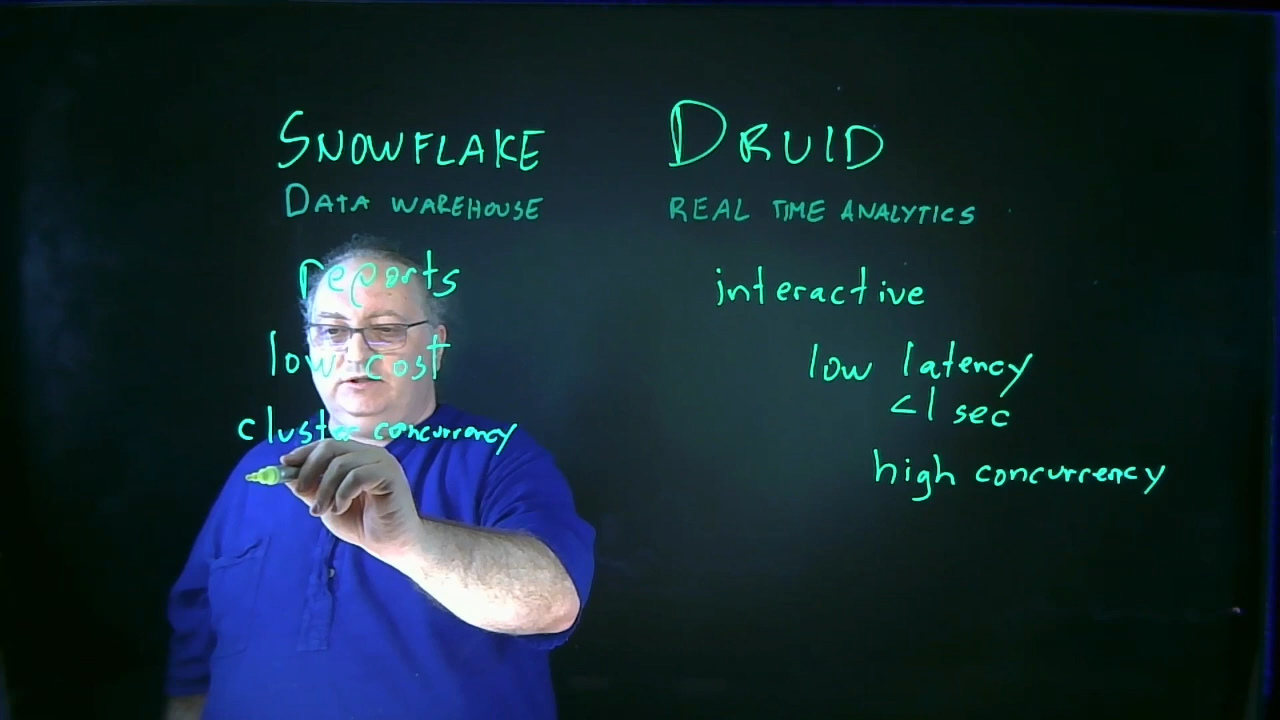 SNOWFLAKE
DATA WAREHOUSE
reports
low cost
cluster concurrency
DRUID
REAL TIME ANALYTICS
interactive
low latency
<1 sec
high concurrency